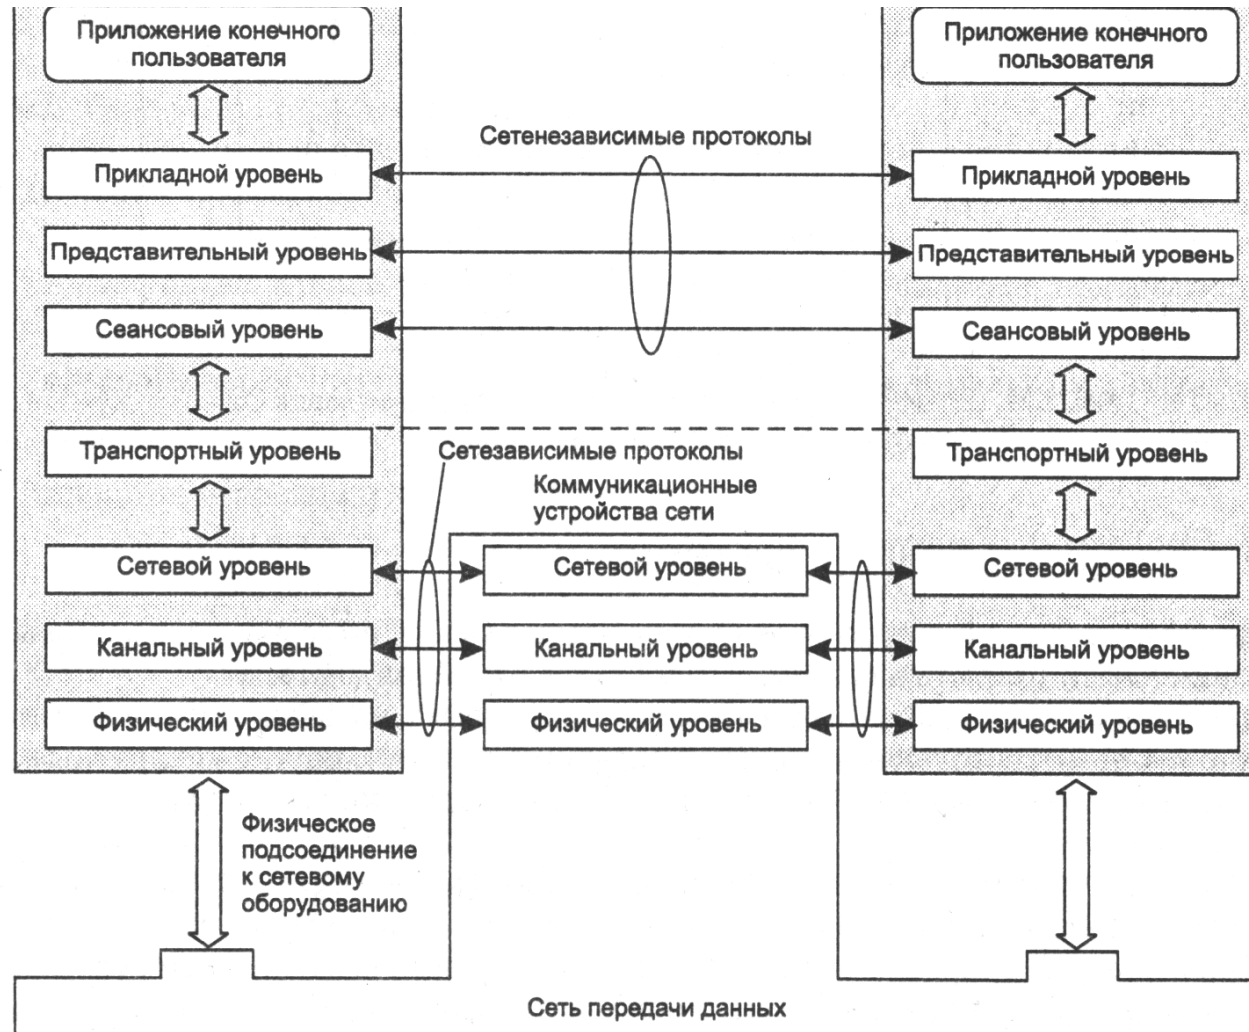 Приложение конечного
пользователя
Приложение конечного
пользователя
Сетенезависимые протоколы
Прикладной уровень
Прикладной уровень
Представительный уровень
Представительный уровень
Сеансовый уровень
Сеансовый уровень
Транспортный уровень
Транспортный уровень
Сетезависимые протоколы
Коммуникационные
устройства сети
Сетевой уровень
Сетевой уровень
Сетевой уровень
Канальный уровень
Канальный уровень
Канальный уровень
Физический уровень
Физический уровень
Физический уровень
Физическое
подсоединение
к сетевому
оборудованию
Сеть передачи данных